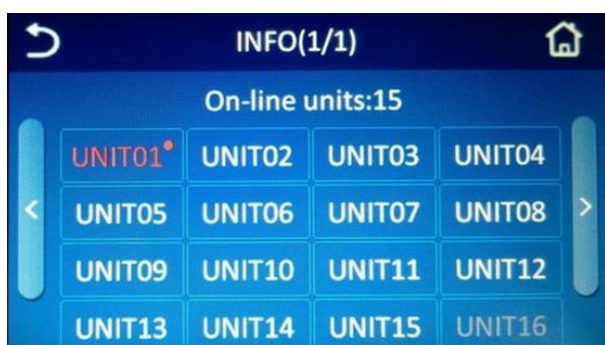 INFO(1/1)
On-line units:15
UNIT01 UNIT02 UNIT03 UNIT04
UNIT05 UNIT06 UNIT07 UNIT08
UNIT09 UNIT10 UNIT11 UNIT12
UNIT13 UNIT14 UNIT15 UNIT16